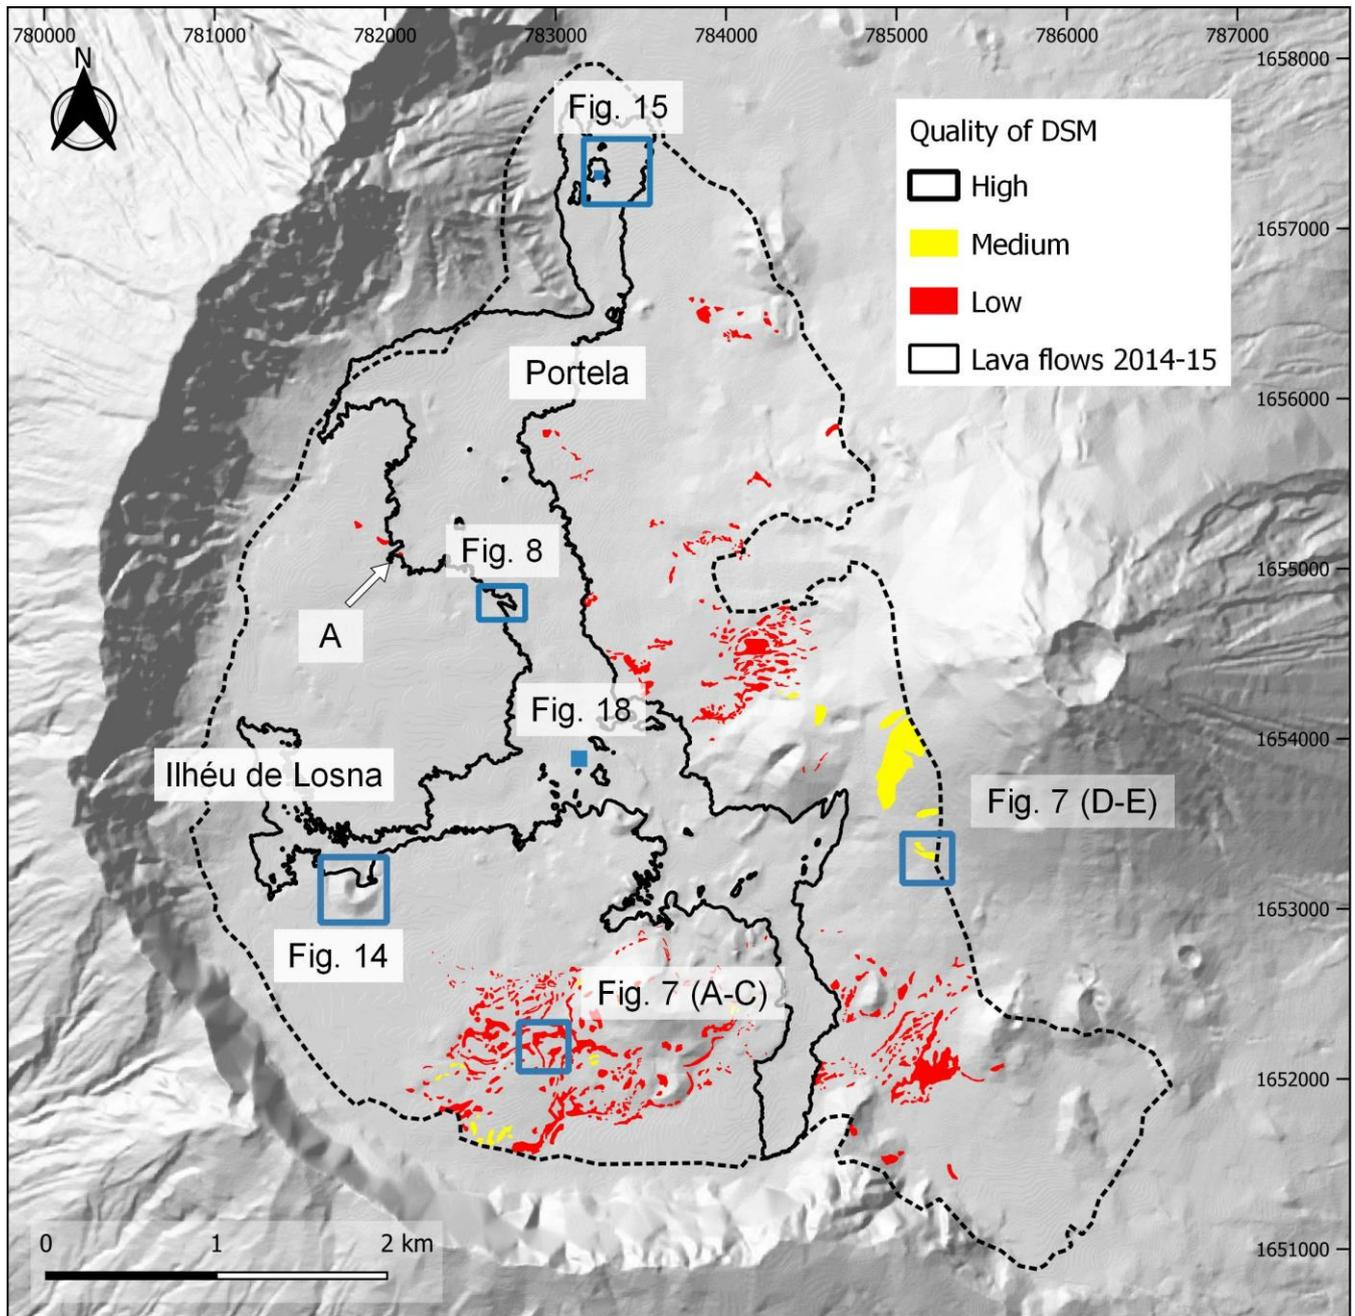 780000 781000 782000 783000 784000 785000 786000 787000
N
1658000
Fig. 15
Quality of DSM
High
Medium
Low
Lava flows 2014-15
1657000
Portela
1656000
Fig. 8
1655000
A
Fig. 18
1654000
Ilhéu de Losna
Fig. 7 (D-E)
1653000
Fig. 14
Fig. 7 (A-C)
1652000
0 1 2 km
1651000